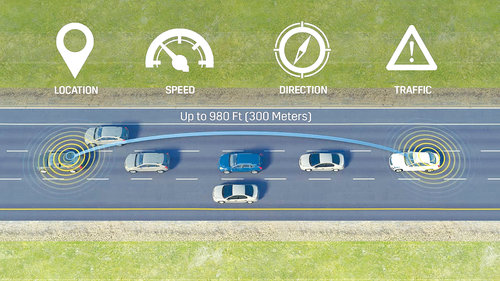 LOCATION
SPEED
DIRECTION
TRAFFIC
Up to 980 Ft (300 Meters)